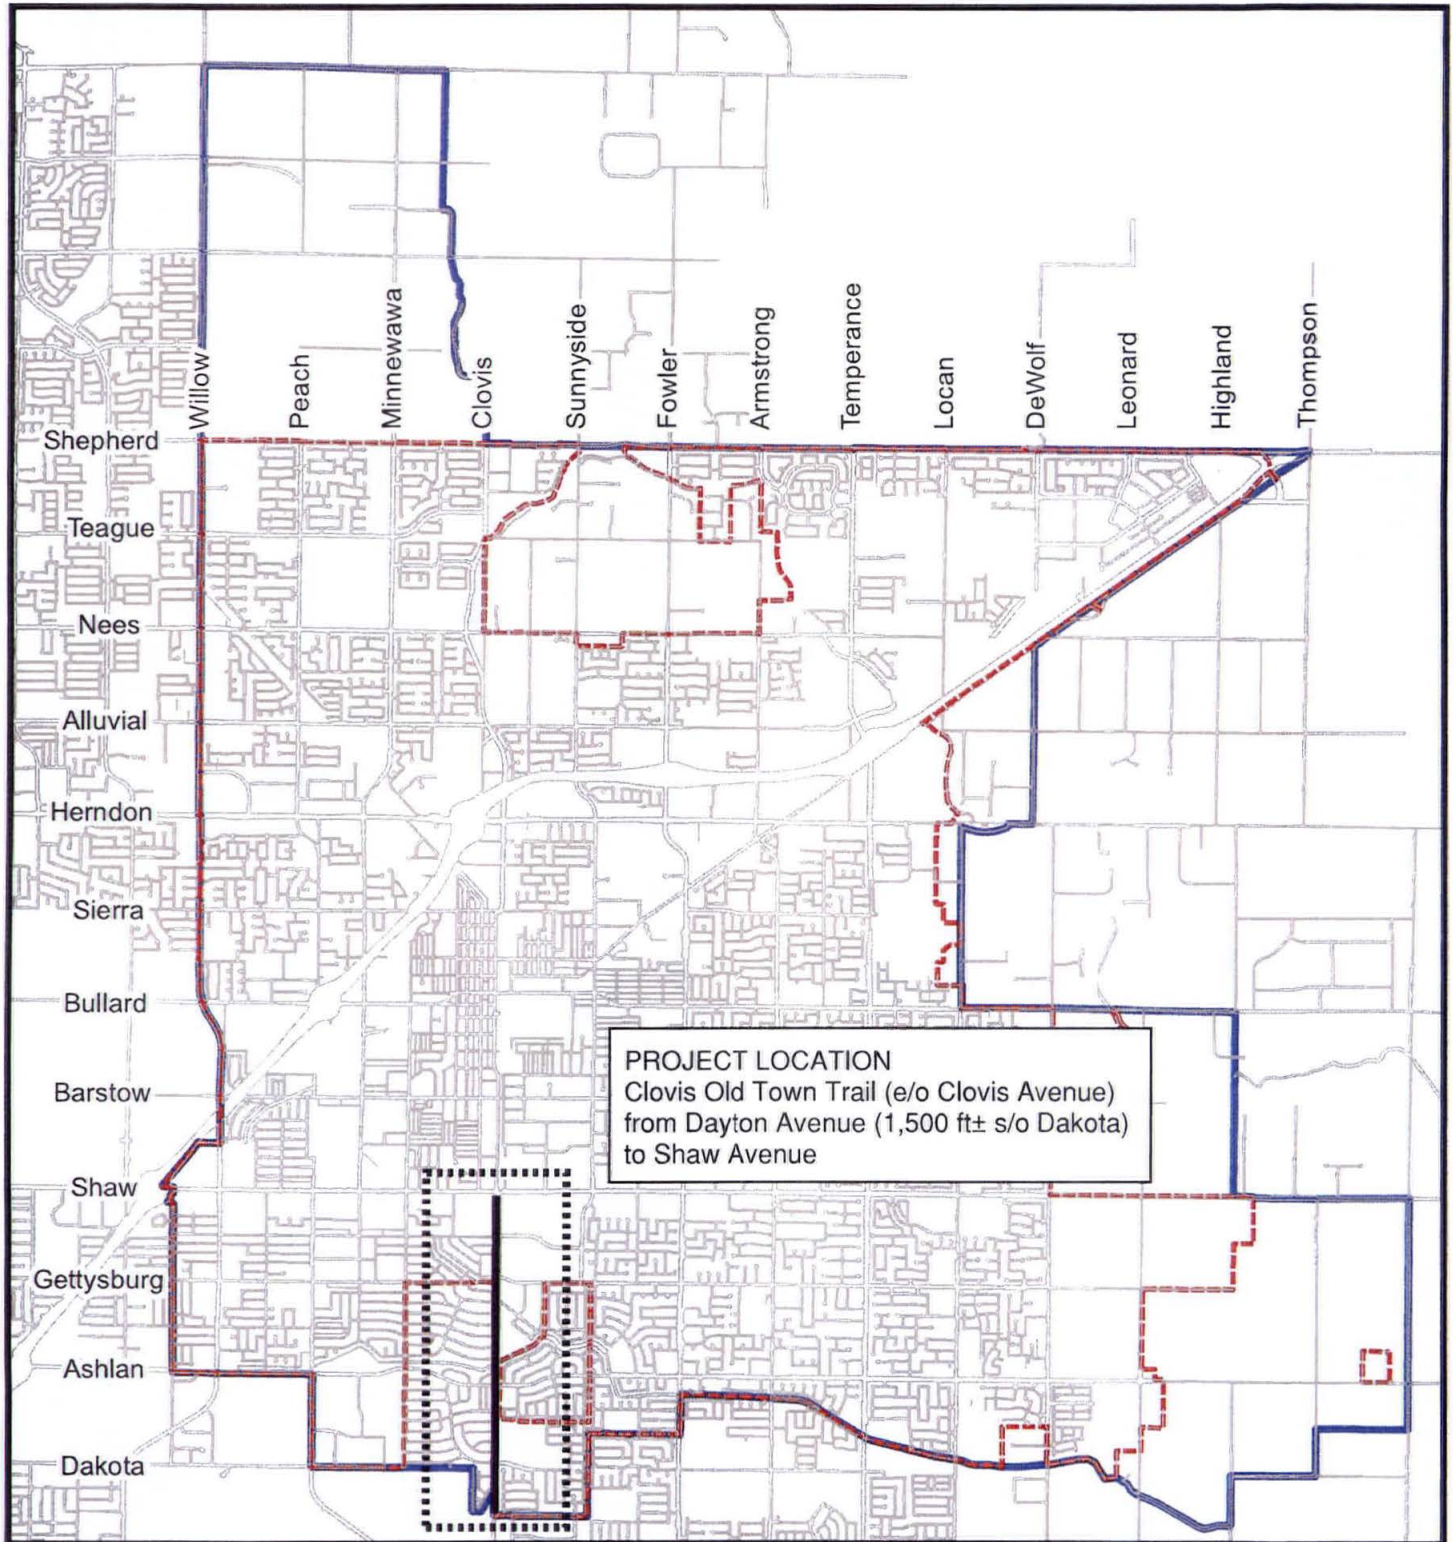 Willow
Peach
Minnewawa
Clovis
Sunnyside
Fowler
Armstrong
Temperance
Locan
DeWolf
Leonard
Highland
Thompson
Shepherd
Teague
Nees
Alluvial
Herndon
Sierra
Bullard
Barstow
Shaw
Gettysburg
Ashlan
Dakota
PROJECT LOCATION
Clovis Old Town Trail (e/o Clovis Avenue)
from Dayton Avenue (1,500 ft± s/o Dakota)
to Shaw Avenue